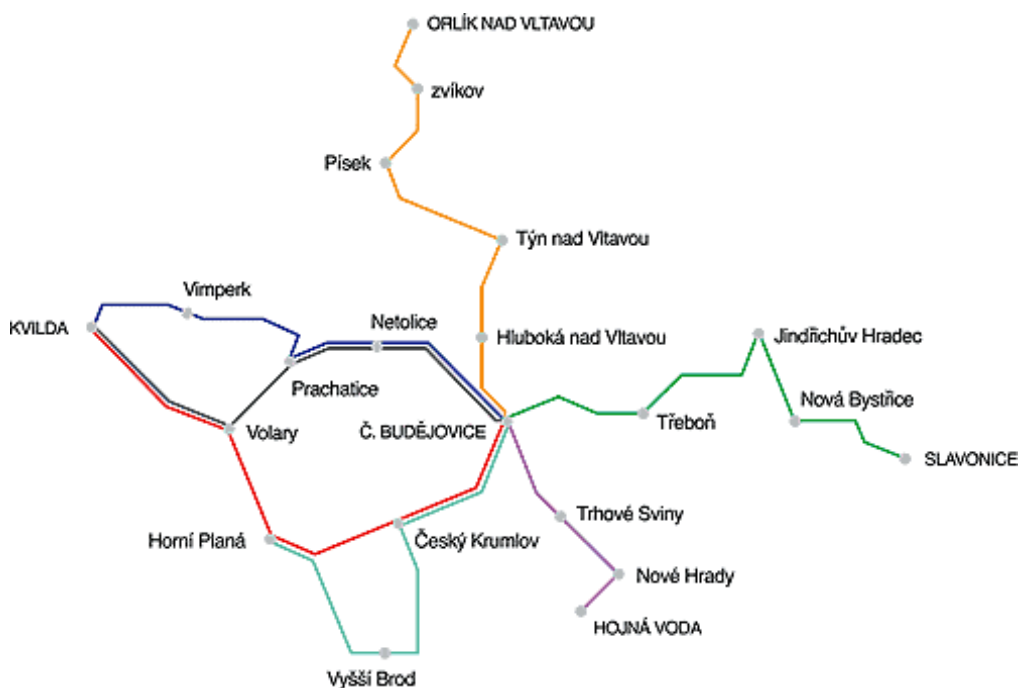 ORLÍK NAD VLTAVOU
zvíkov
Písek
Týn nad Vltavou
Vimperk
KVILDA
Netolice
Hluboká nad Vltavou
Jindřichův Hradec
Prachatice
Nová Bystřice
Volary
Č. BUDĚJOVICE
Třeboň
SLAVONICE
Trhové Sviny
Horní Planá
Český Krumlov
Nové Hrady
HOJNÁ VODA
Vyšší Brod